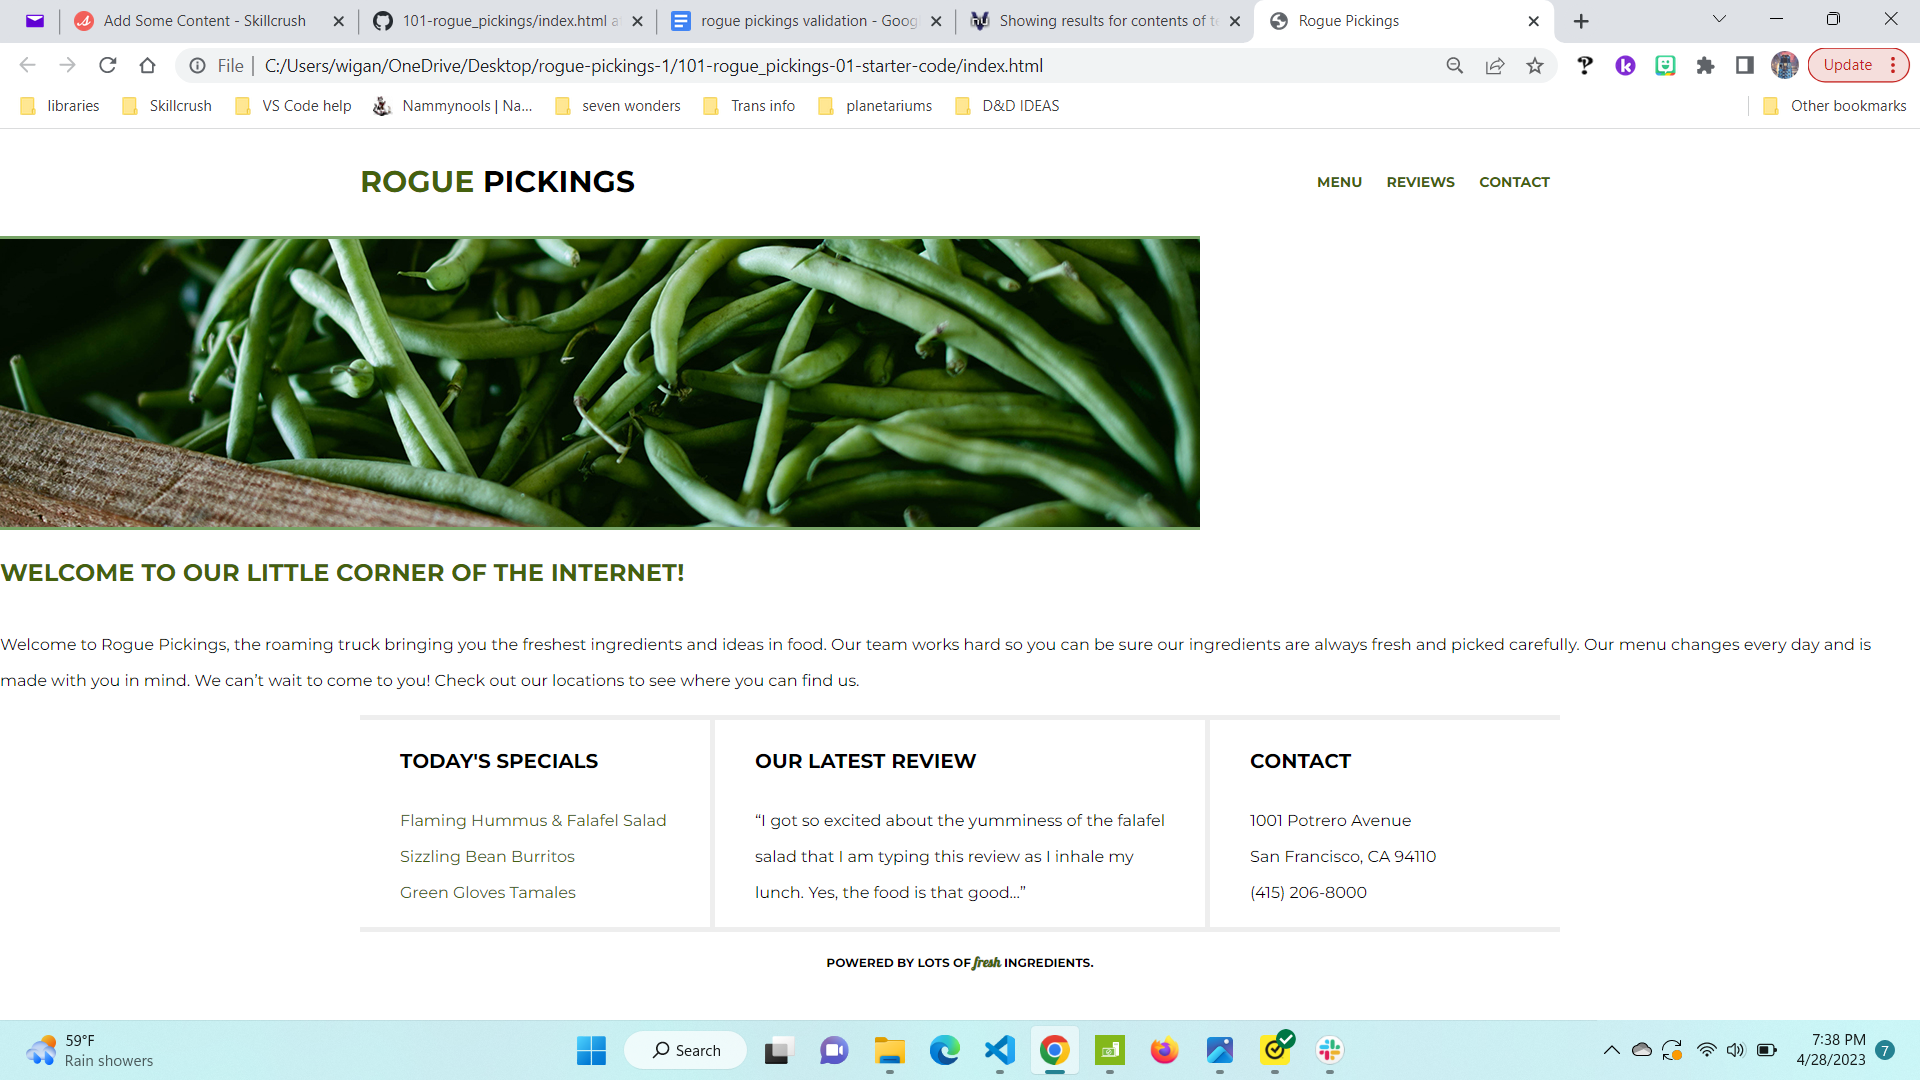 Add Some Content - Skillcrush
101-rogue_pickings/index.html a
rogue pickings validation - Goog
Showing results for contents of te
Rogue Pickings
File
C:/Users/wigan/OneDrive/Desktop/rogue-pickings-1/101-rogue_pickings-01-starter-code/index.html
Update
libraries
Skillcrush
VS Code help
Nammynools | Na...
seven wonders
Trans info
planetariums
D&D IDEAS
Other bookmarks
ROGUE PICKINGS
MENU
REVIEWS
CONTACT
WELCOME TO OUR LITTLE CORNER OF THE INTERNET!
Welcome to Rogue Pickings, the roaming truck bringing you the freshest ingredients and ideas in food. Our team works hard so you can be sure our ingredients are always fresh and picked carefully. Our menu changes every day and is
made with you in mind. We can’t wait to come to you! Check out our locations to see where you can find us.
TODAY'S SPECIALS
Flaming Hummus & Falafel Salad
Sizzling Bean Burritos
Green Gloves Tamales
OUR LATEST REVIEW
“I got so excited about the yumminess of the falafel
salad that I am typing this review as I inhale my
lunch. Yes, the food is that good…”
CONTACT
1001 Potrero Avenue
San Francisco, CA 94110
(415) 206-8000
POWERED BY LOTS OF fresh INGREDIENTS.
59°F
Rain showers
Search
7:38 PM
4/28/2023
7